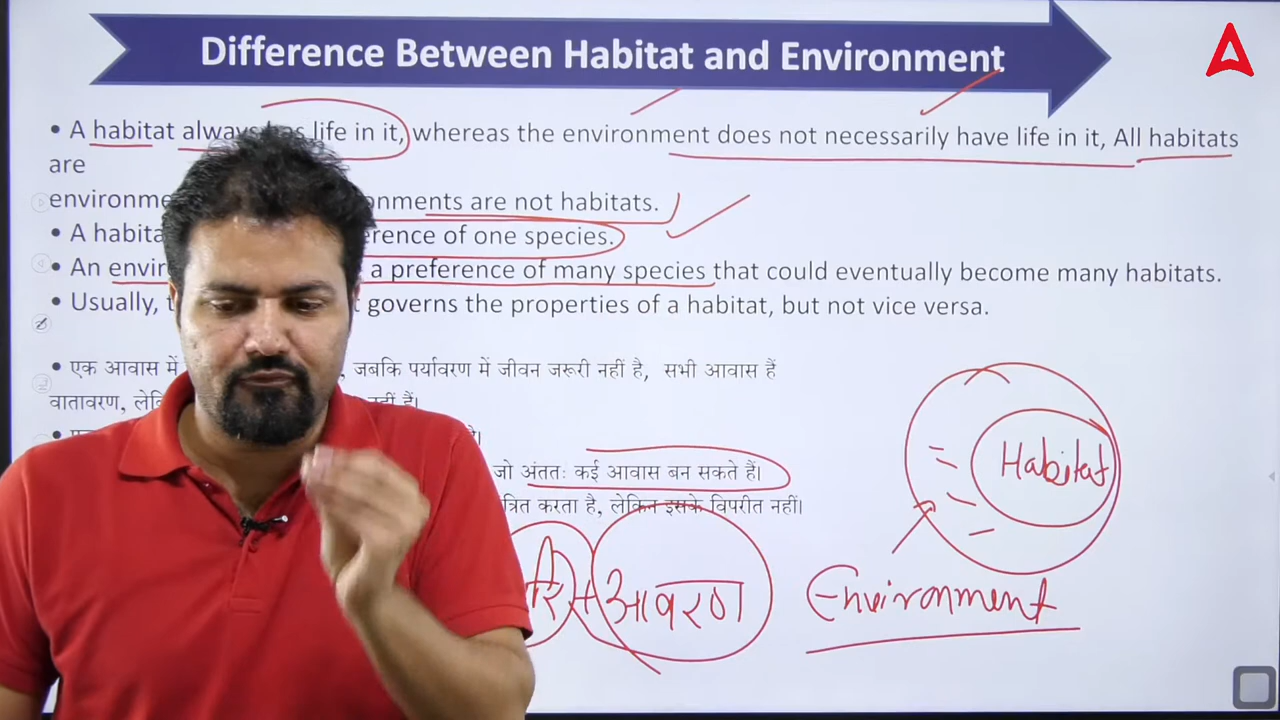 Difference Between Habitat and Environment
• A habitat always has life in it, whereas the environment does not necessarily have life in it, All habitats
are
environme onments are not habitats.
• A habita erence of one species.
• An envir a preference of many species that could eventually become many habitats.
• Usually, t governs the properties of a habitat, but not vice versa.
• एक आवास में जबकि पर्यावरण में जीवन जरूरी नहीं है, सभी आवास हैं
वातावरण, लेकि नहीं हैं।
जो अंततः कई आवास बन सकते हैं।
त्रित करता है, लेकिन इसके विपरीत नहीं।
Habitat
रि + आवरण
Environment